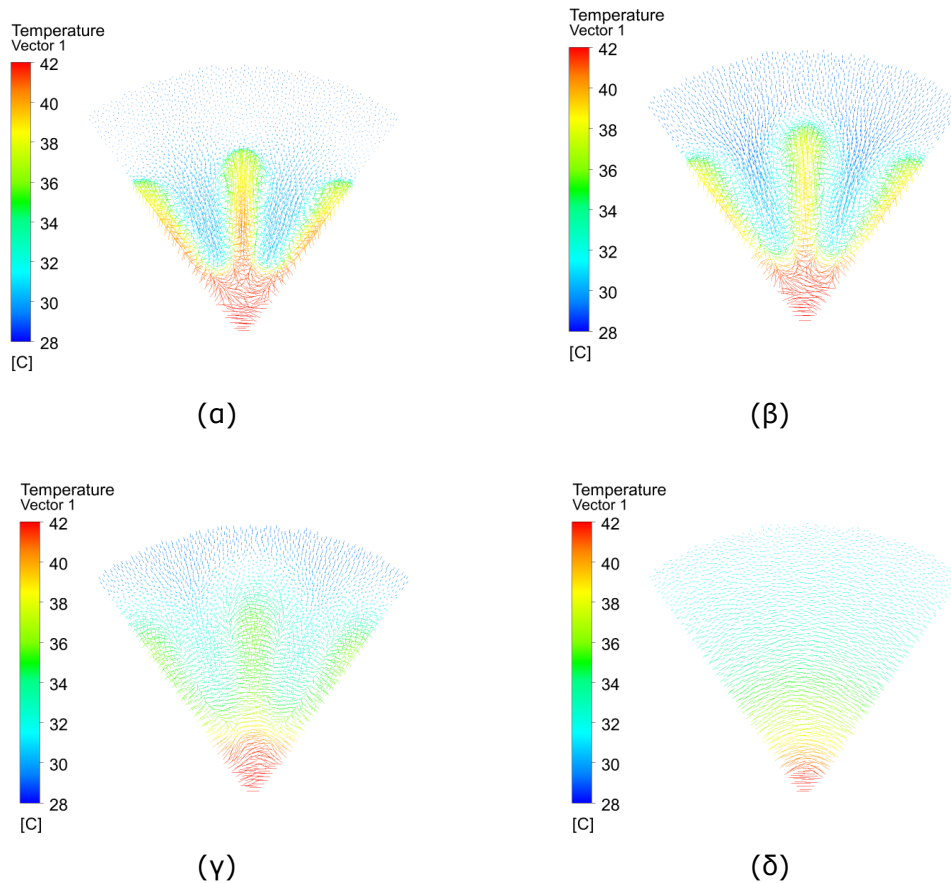 Temperature
Vector 1
42
40
38
36
34
32
30
28
[C]
(α)
Temperature
Vector 1
42
40
38
36
34
32
30
28
[C]
(β)
Temperature
Vector 1
42
40
38
36
34
32
30
28
[C]
(γ)
Temperature
Vector 1
42
40
38
36
34
32
30
28
[C]
(δ)